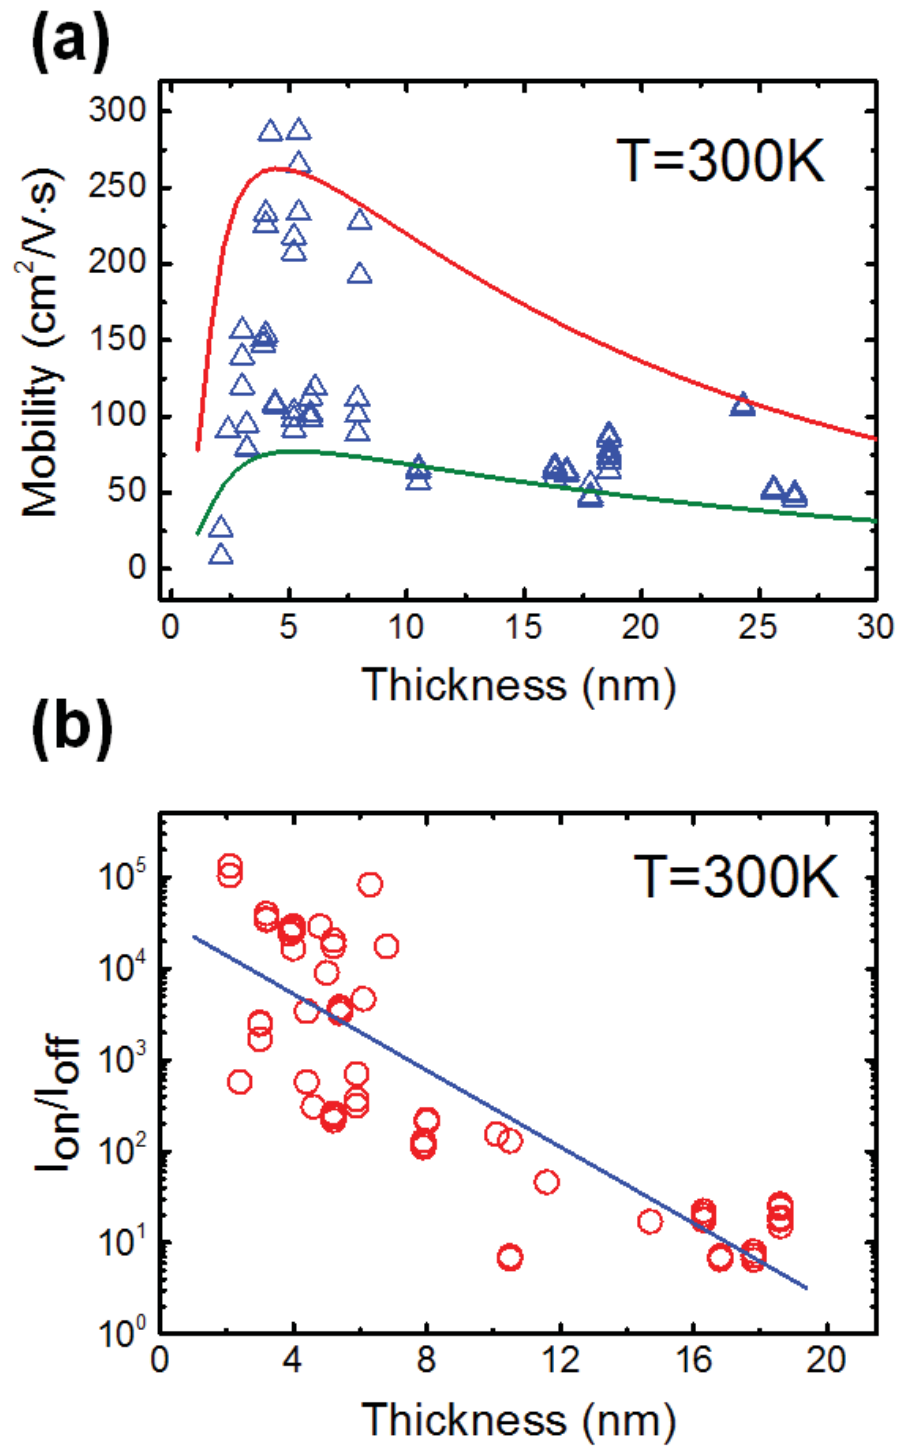 (a)
T=300K
Mobility (cm²/V·s)
300
250
200
150
100
50
0
0 5 10 15 20 25 30
Thickness (nm)
(b)
T=300K
Ion/Ioff
10⁵
10⁴
10³
10²
10¹
10⁰
0 4 8 12 16 20
Thickness (nm)